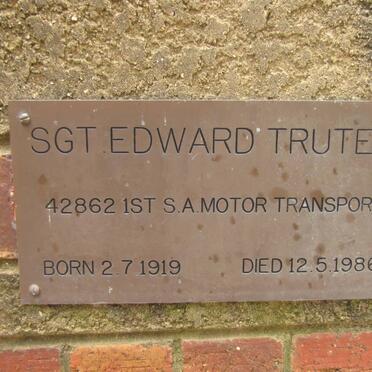 SGT EDWARD TRUTE
42862 1ST S.A. MOTOR TRANSPOR
BORN 2.7.1919 DIED 12.5.1986